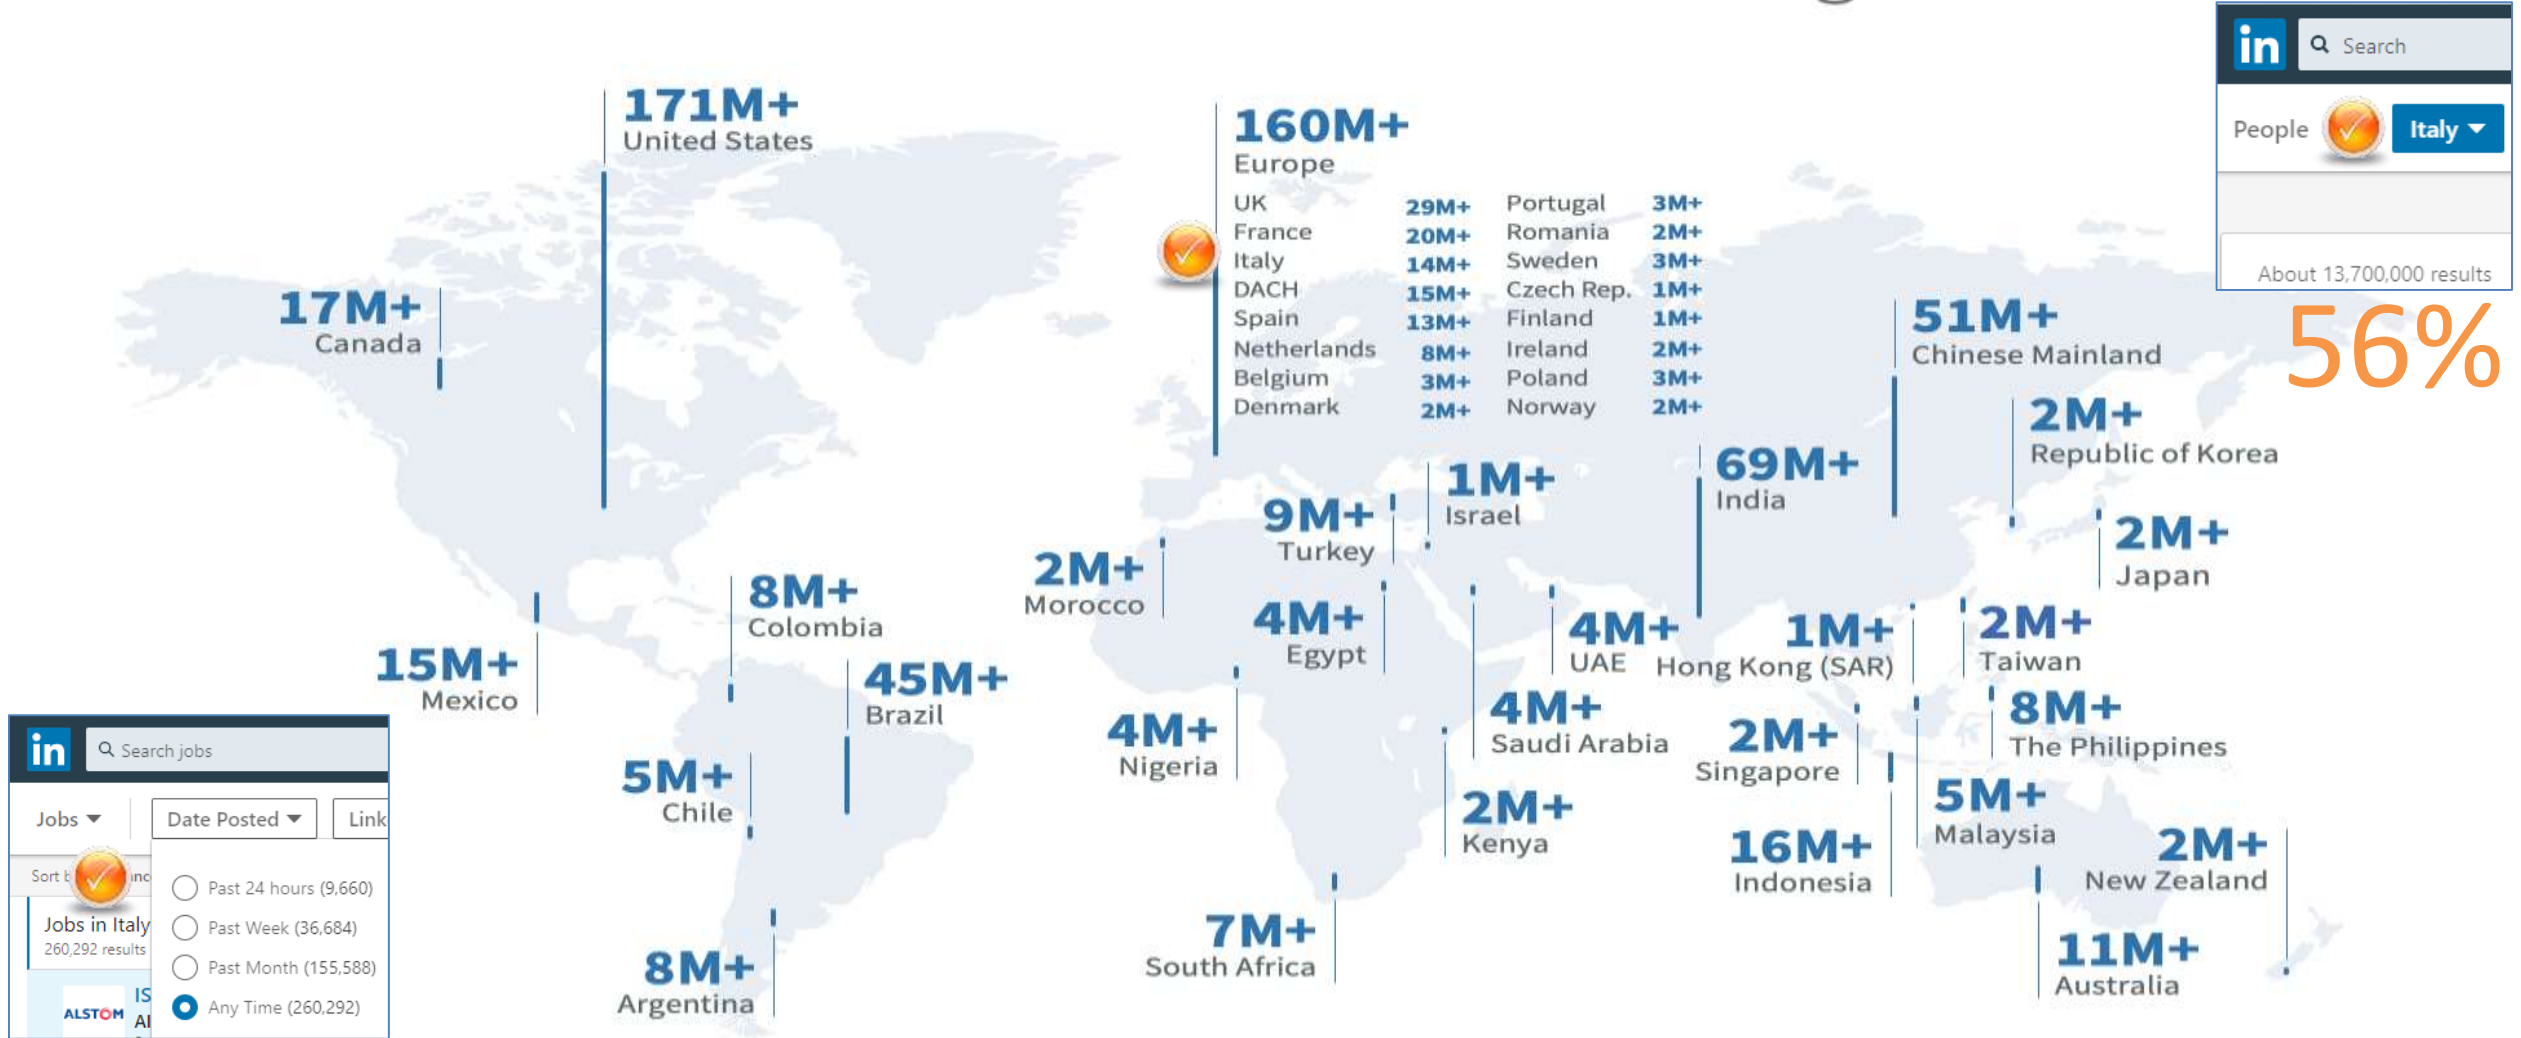 171M+
United States
17M+
Canada
15M+
Mexico
8M+
Colombia
45M+
Brazil
5M+
Chile
8M+
Argentina
160M+
Europe
UK 29M+ Portugal 3M+
France 20M+ Romania 2M+
Italy 14M+ Sweden 3M+
DACH 15M+ Czech Rep. 1M+
Spain 13M+ Finland 1M+
Netherlands 8M+ Ireland 2M+
Belgium 3M+ Poland 3M+
Denmark 2M+ Norway 2M+
1M+
Israel
9M+
Turkey
2M+
Morocco
4M+
Egypt
4M+
Nigeria
7M+
South Africa
2M+
Kenya
4M+
Saudi Arabia
4M+
UAE
69M+
India
51M+
Chinese Mainland
2M+
Republic of Korea
2M+
Japan
1M+
Hong Kong (SAR)
2M+
Taiwan
8M+
The Philippines
2M+
Singapore
5M+
Malaysia
16M+
Indonesia
2M+
New Zealand
11M+
Australia
in Search
People Italy
About 13,700,000 results
56%
in Search jobs
Jobs Date Posted Link
Sort
Past 24 hours (9,660)
Jobs in Italy
Past Week (36,684)
260,292 results
Past Month (155,588)
IS
Any Time (260,292)
ALSTOM Al